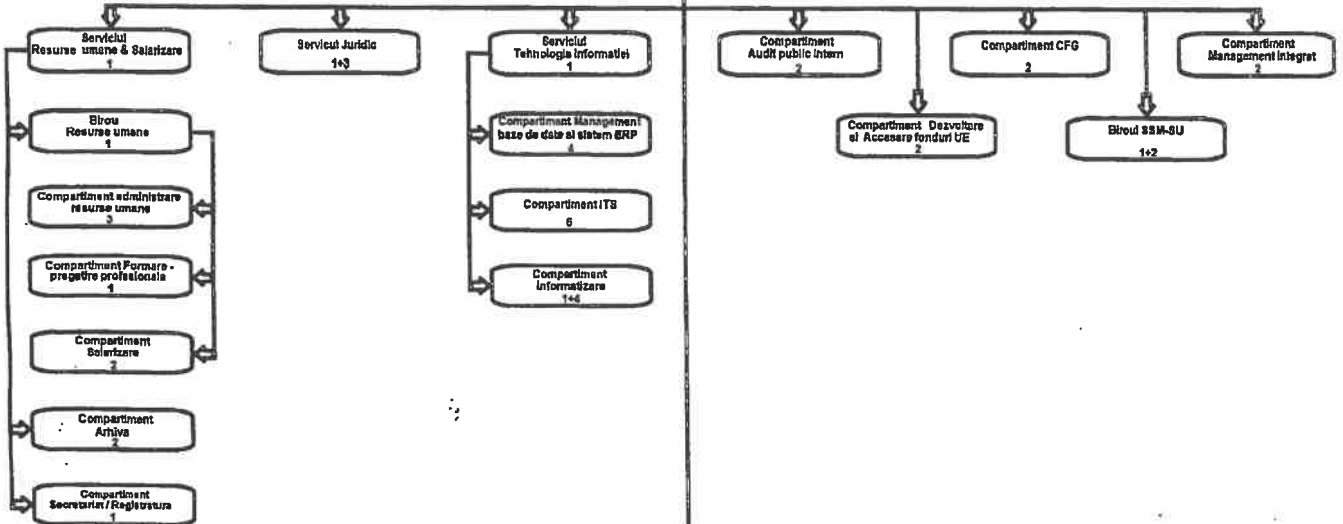 Serviciul
Resurse umane & Salarizare
1
Serviciul Juridic
1+3
Serviciul
Tehnologia Informatiei
1
Compartiment
Audit public intern
2
Compartiment CFG
2
Compartiment
Management integrat
2
Birou
Resurse umane
1
Compartiment Management
baze de date si sistem ERP
4
Compartiment Dezvoltare
si Accesare fonduri UE
2
Biroul SSM-SU
1+2
Compartiment administrare
resurse umane
3
Compartiment ITS
6
Compartiment Formare -
pregatire profesionala
1
Compartiment
Informatizare
1+4
Compartiment
Salarizare
2
Compartiment
Arhiva
2
Compartiment
Secretariat / Registratura
1